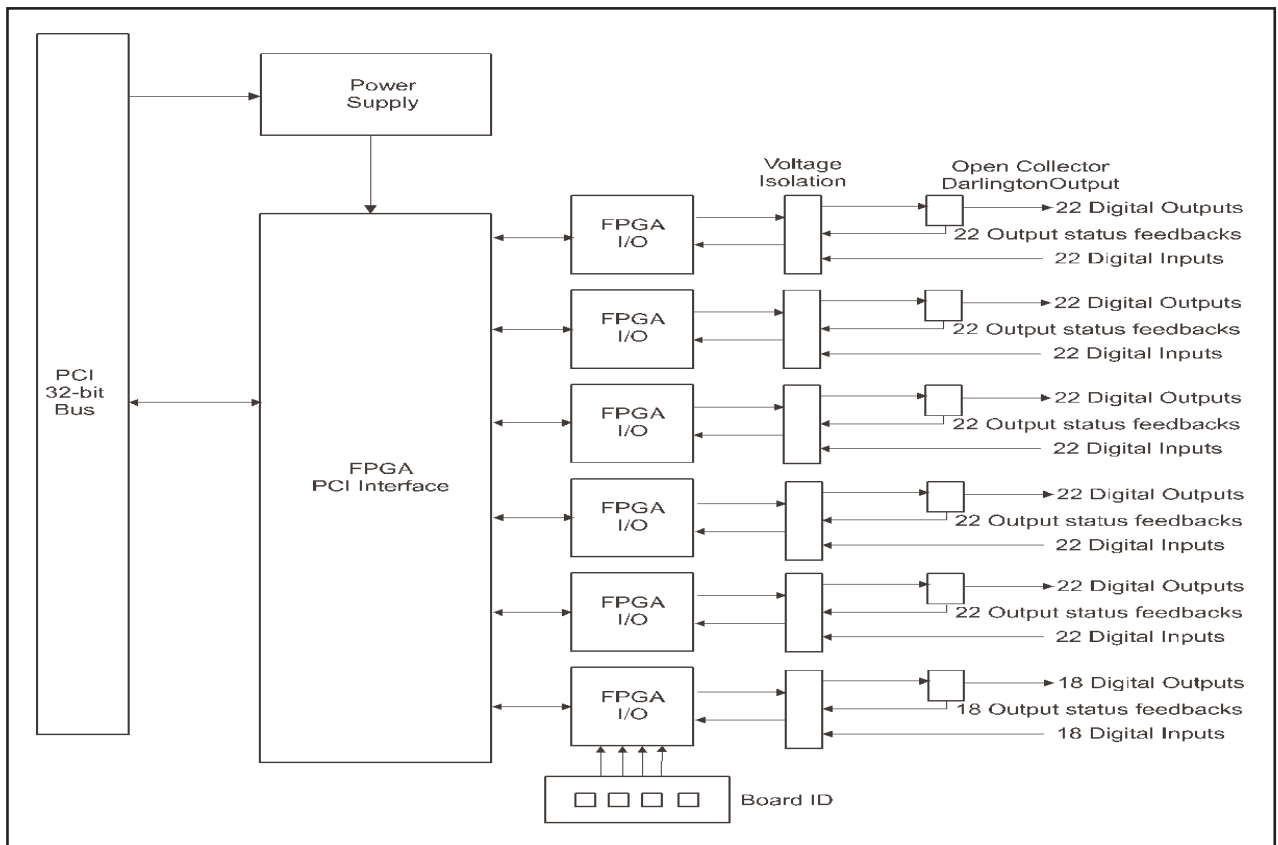 Power
Supply
Voltage
Isolation
Open Collector
DarlingtonOutput
PCI
32-bit
Bus
FPGA
PCI Interface
FPGA
I/O
22 Digital Outputs
22 Output status feedbacks
22 Digital Inputs
FPGA
I/O
22 Digital Outputs
22 Output status feedbacks
22 Digital Inputs
FPGA
I/O
22 Digital Outputs
22 Output status feedbacks
22 Digital Inputs
FPGA
I/O
22 Digital Outputs
22 Output status feedbacks
22 Digital Inputs
FPGA
I/O
22 Digital Outputs
22 Output status feedbacks
22 Digital Inputs
FPGA
I/O
18 Digital Outputs
18 Output status feedbacks
18 Digital Inputs
Board ID